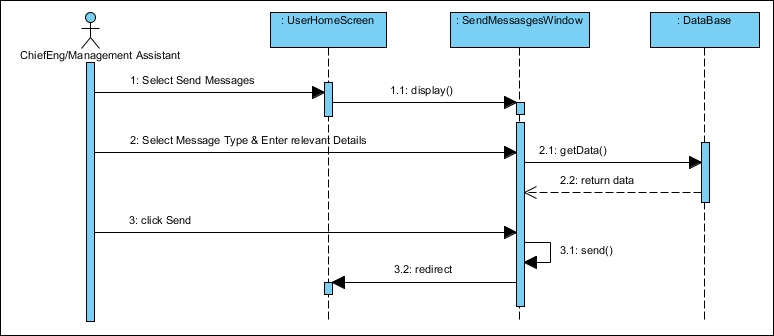 : UserHomeScreen
: SendMessasgesWindow
: DataBase
ChiefEng/Management Assistant
1: Select Send Messages
1.1: display()
2: Select Message Type & Enter relevant Details
2.1: getData()
2.2: return data
3: click Send
3.1: send()
3.2: redirect